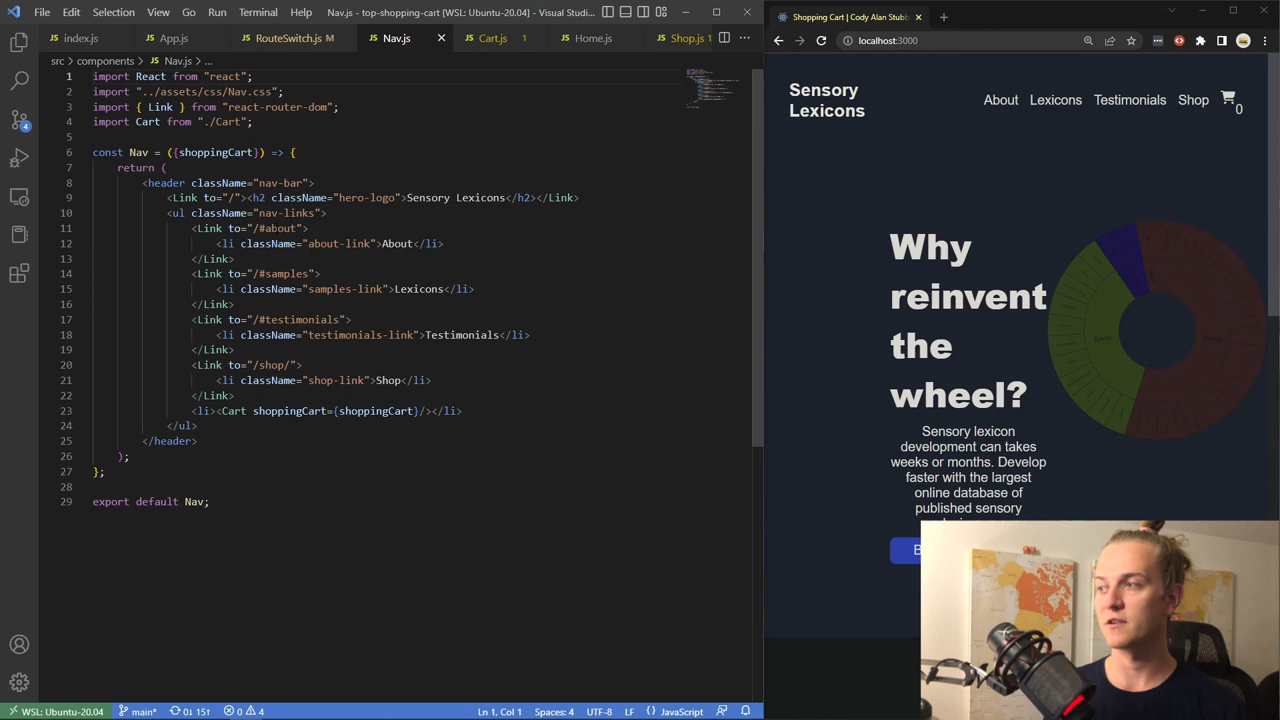 File Edit Selection View Go Run Terminal Help Nav.js - top-shopping-cart [WSL: Ubuntu-20.04] - Visual Studi...
index.js App.js RouteSwitch.js M Nav.js Cart.js 1 Home.js Shop.js 1
src > components > Nav.js > ...
1 import React from "react";
2 import "../assets/css/Nav.css";
3 import { Link } from "react-router-dom";
4 import Cart from "./Cart";
5
6 const Nav = ({shoppingCart}) => {
7 return (
8 <header className="nav-bar">
9 <Link to="/"><h2 className="hero-logo">Sensory Lexicons</h2></Link>
10 <ul className="nav-links">
11 <Link to="/#about">
12 <li className="about-link">About</li>
13 </Link>
14 <Link to="/#samples">
15 <li className="samples-link">Lexicons</li>
16 </Link>
17 <Link to="/#testimonials">
18 <li className="testimonials-link">Testimonials</li>
19 </Link>
20 <Link to="/shop/">
21 <li className="shop-link">Shop</li>
22 </Link>
23 <li><Cart shoppingCart={shoppingCart}/></li>
24 </ul>
25 </header>
26 );
27 };
28
29 export default Nav;
4
WSL: Ubuntu-20.04 main* 0↓ 15↑ 0 4 Ln 1, Col 1 Spaces: 4 UTF-8 LF JavaScript
Shopping Cart | Cody Alan Stubb
localhost:3000
Sensory
Lexicons
About Lexicons Testimonials Shop 0
Why
reinvent
the
wheel?
Sensory lexicon
development can takes
weeks or months. Develop
faster with the largest
online database of
published sensory